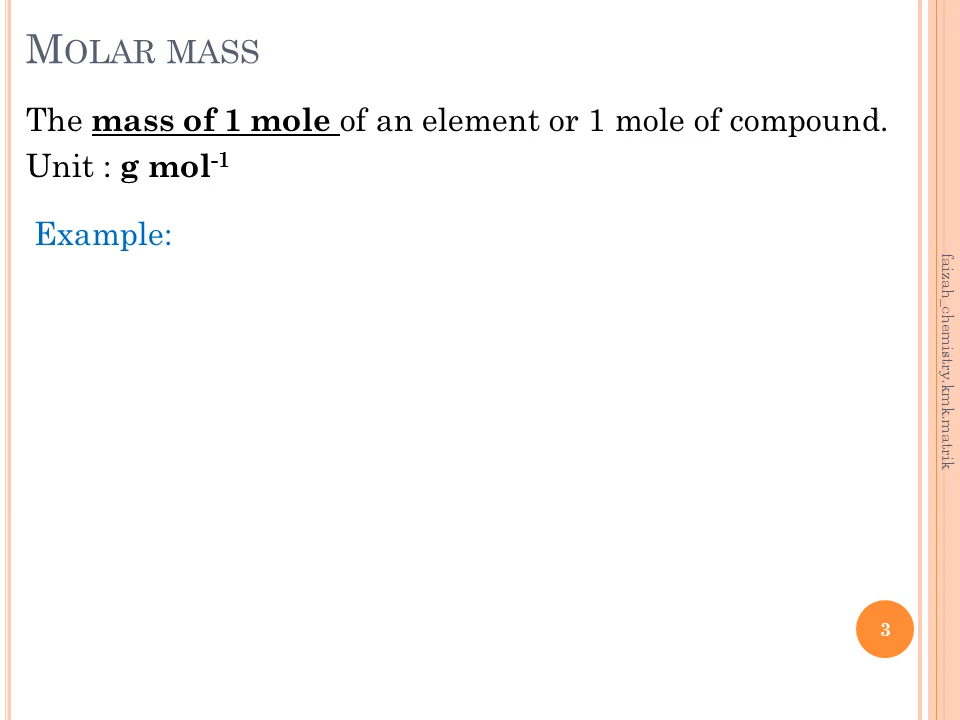 MOLAR MASS
The mass of 1 mole of an element or 1 mole of compound.
Unit : g mol-1
Example:
faizah_chemistry.kmk.matrik
3